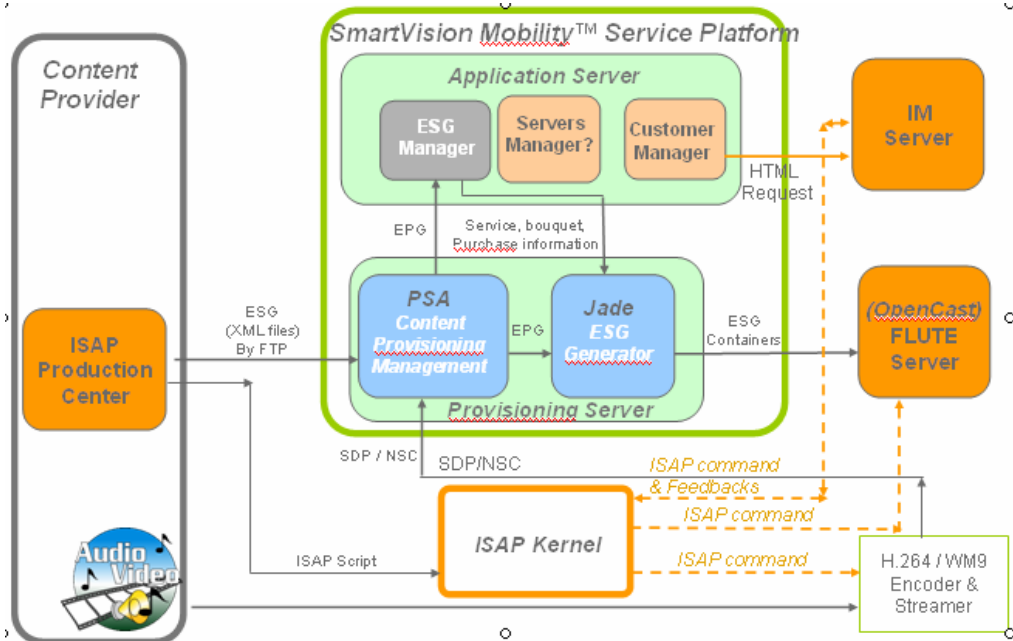 SmartVision Mobility™ Service Platform
Content
Provider
Application Server
ESG
Manager
Servers
Manager?
Customer
Manager
IM
Server
HTML
Request
EPG
Service, bouquet,
Purchase information
ISAP
Production
Center
ESG
(XML files)
By FTP
PSA
Content
Provisioning
Management
EPG
Jade
ESG
Generator
ESG
Containers
(OpenCast)
FLUTE
Server
Provisioning Server
SDP / NSC
SDP/NSC
ISAP command
& Feedbacks
ISAP command
ISAP Kernel
ISAP command
Audio
Video
ISAP Script
H.264 / WM9
Encoder &
Streamer